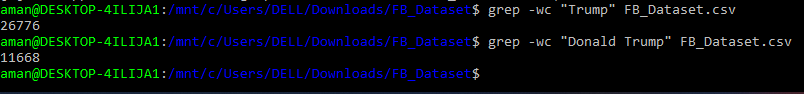 aman@DESKTOP-4ILIJA1:/mnt/c/Users/DELL/Downloads/FB_Dataset$ grep -wc "Trump" FB_Dataset.csv
26776
aman@DESKTOP-4ILIJA1:/mnt/c/Users/DELL/Downloads/FB_Dataset$ grep -wc "Donald Trump" FB_Dataset.csv
11668
aman@DESKTOP-4ILIJA1:/mnt/c/Users/DELL/Downloads/FB_Dataset$